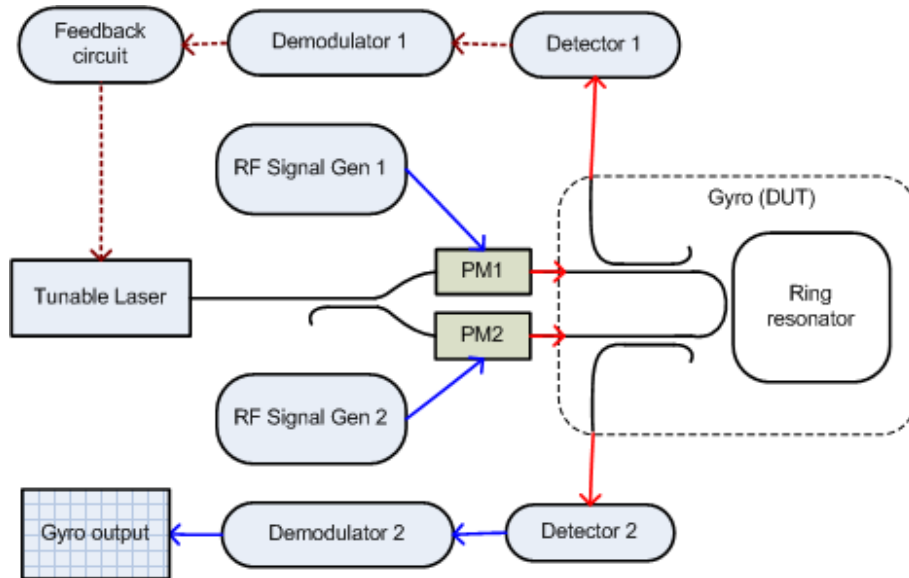 Feedback
circuit
Demodulator 1
Detector 1
RF Signal Gen 1
Gyro (DUT)
Tunable Laser
PM1
PM2
Ring
resonator
RF Signal Gen 2
Gyro output
Demodulator 2
Detector 2